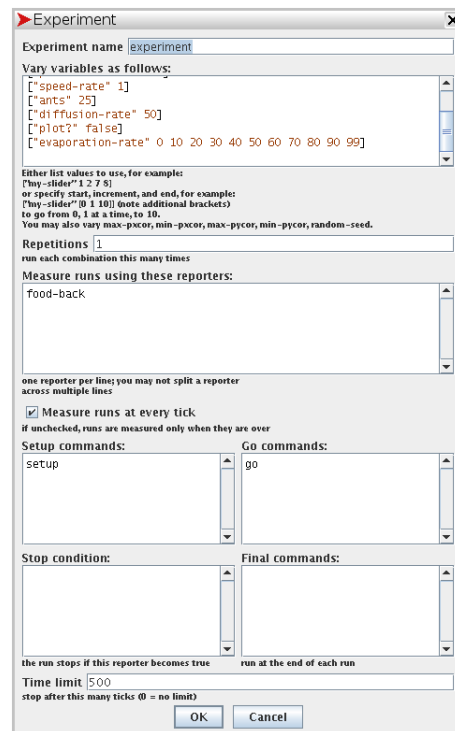 Experiment
Experiment name experiment
Vary variables as follows:
["speed-rate" 1]
["ants" 25]
["diffusion-rate" 50]
["plot?" false]
["evaporation-rate" 0 10 20 30 40 50 60 70 80 90 99]
Either list values to use, for example:
["my-slider" 1 2 7 8]
or specify start, increment, and end, for example:
["my-slider" [0 1 10]] (note additional brackets)
to go from 0, 1 at a time, to 10.
You may also vary max-pxcor, min-pxcor, max-pycor, min-pycor, random-seed.
Repetitions 1
run each combination this many times
Measure runs using these reporters:
food-back
one reporter per line; you may not split a reporter
across multiple lines
Measure runs at every tick
if unchecked, runs are measured only when they are over
Setup commands: Go commands:
setup go
Stop condition: Final commands:
the run stops if this reporter becomes true run at the end of each run
Time limit 500
stop after this many ticks (0 = no limit)
OK Cancel